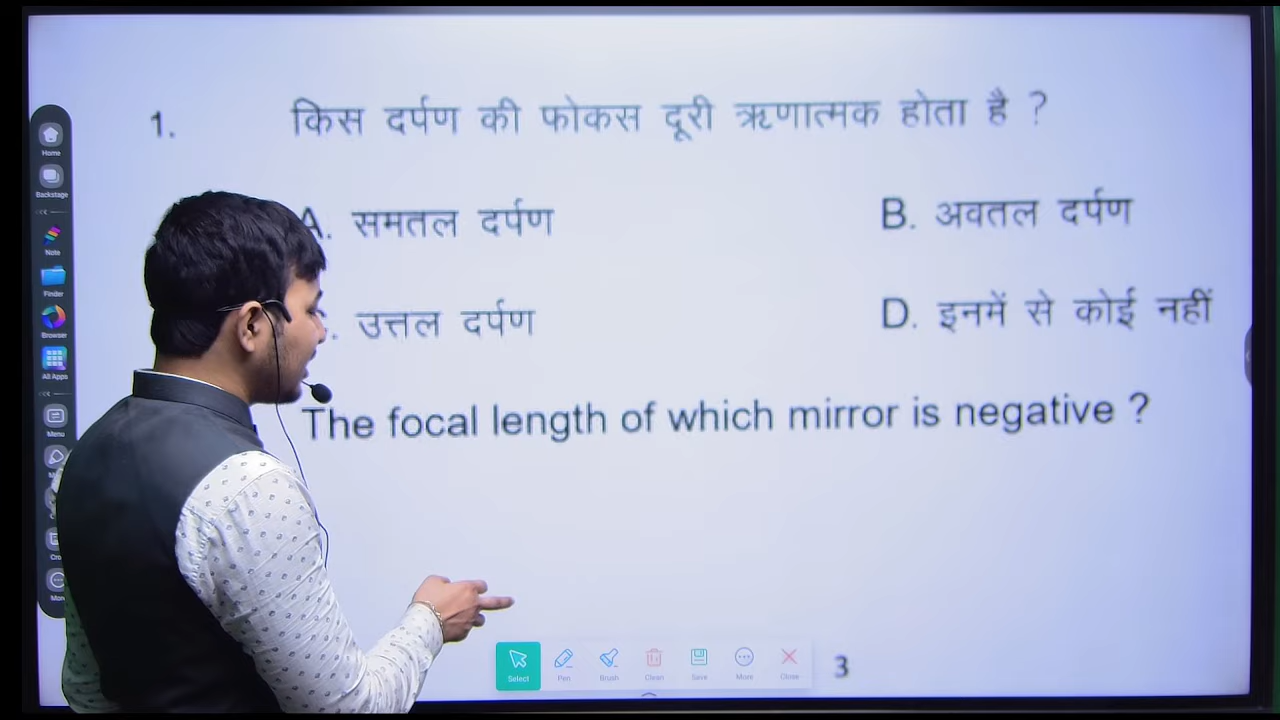 1. किस दर्पण की फोकस दूरी ऋणात्मक होता है ?
A. समतल दर्पण B. अवतल दर्पण
उत्तल दर्पण D. इनमें से कोई नहीं
The focal length of which mirror is negative ?
Home
Backstage
Note
Finder
Browser
All Apps
Menu
Select Pen Brush Clean Save More Close
3